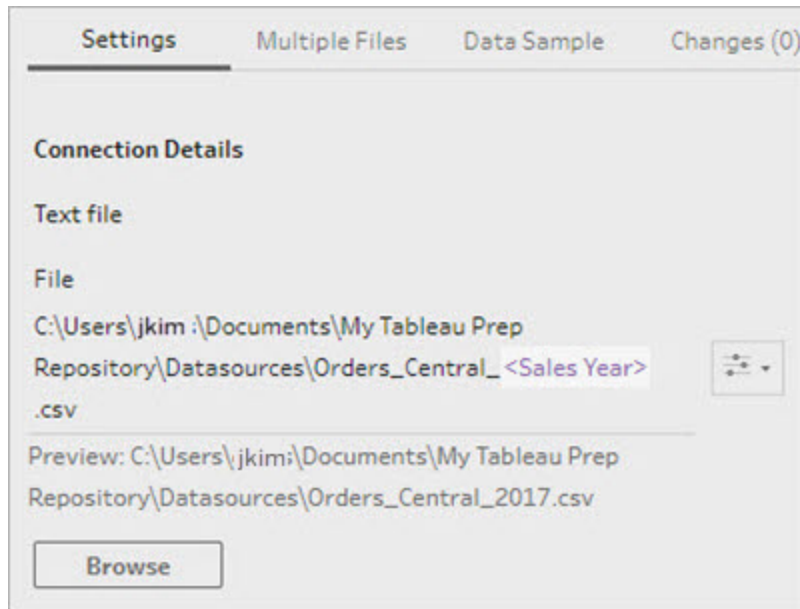 Settings Multiple Files Data Sample Changes (0)
Connection Details
Text file
File
C:\Users\jkim :\Documents\My Tableau Prep
Repository\Datasources\Orders_Central_<Sales Year>
.csv
Preview: C:\Users\jkim;\Documents\My Tableau Prep
Repository\Datasources\Orders_Central_2017.csv
Browse